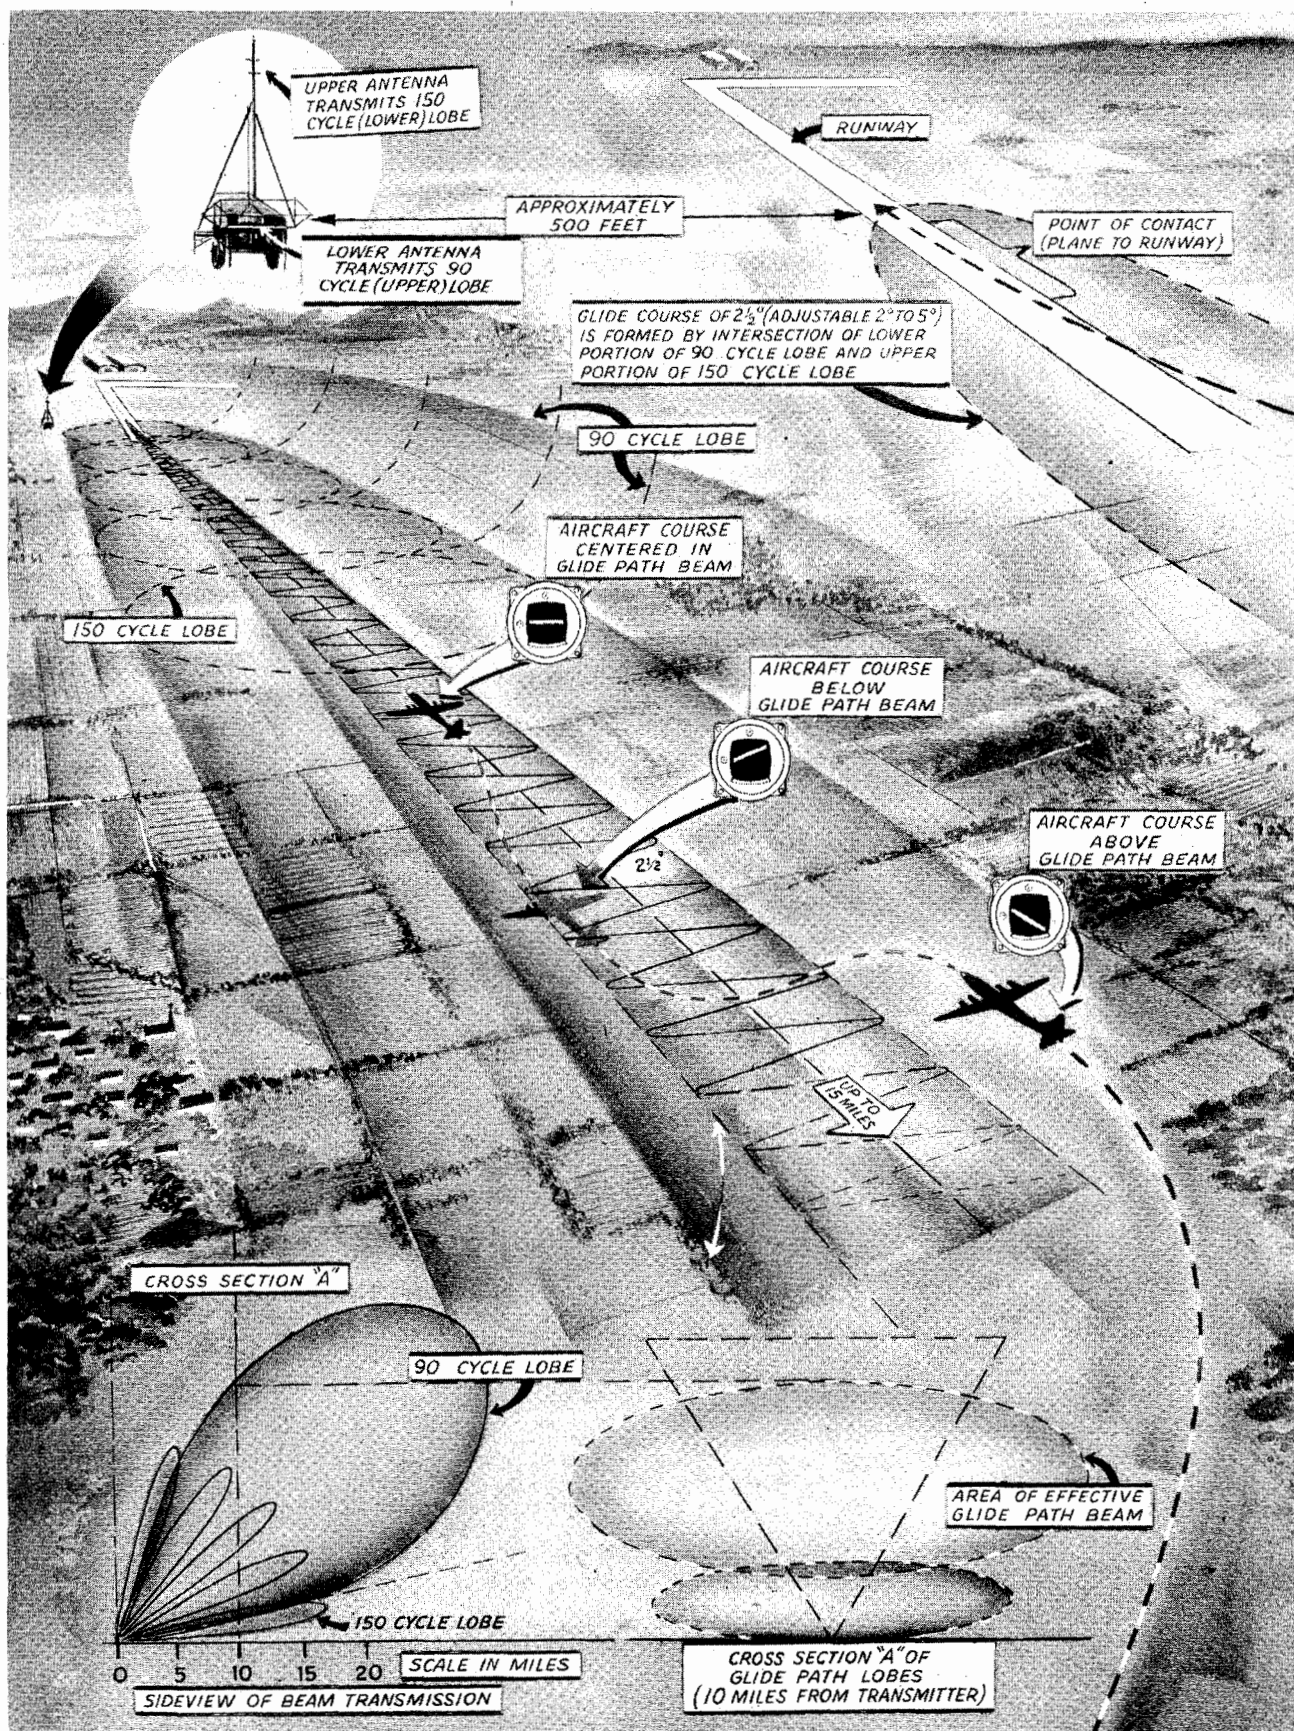 UPPER ANTENNA
TRANSMITS 150
CYCLE (LOWER) LOBE
RUNWAY
APPROXIMATELY
500 FEET
POINT OF CONTACT
(PLANE TO RUNWAY)
LOWER ANTENNA
TRANSMITS 90
CYCLE (UPPER) LOBE
GLIDE COURSE OF 2½° (ADJUSTABLE 2° TO 5°)
IS FORMED BY INTERSECTION OF LOWER
PORTION OF 90 CYCLE LOBE AND UPPER
PORTION OF 150 CYCLE LOBE
90 CYCLE LOBE
AIRCRAFT COURSE
CENTERED IN
GLIDE PATH BEAM
150 CYCLE LOBE
AIRCRAFT COURSE
BELOW
GLIDE PATH BEAM
AIRCRAFT COURSE
ABOVE
GLIDE PATH BEAM
2½°
UP TO
15 MILES
CROSS SECTION "A"
90 CYCLE LOBE
AREA OF EFFECTIVE
GLIDE PATH BEAM
150 CYCLE LOBE
0 5 10 15 20 SCALE IN MILES
SIDEVIEW OF BEAM TRANSMISSION
CROSS SECTION "A" OF
GLIDE PATH LOBES
(10 MILES FROM TRANSMITTER)